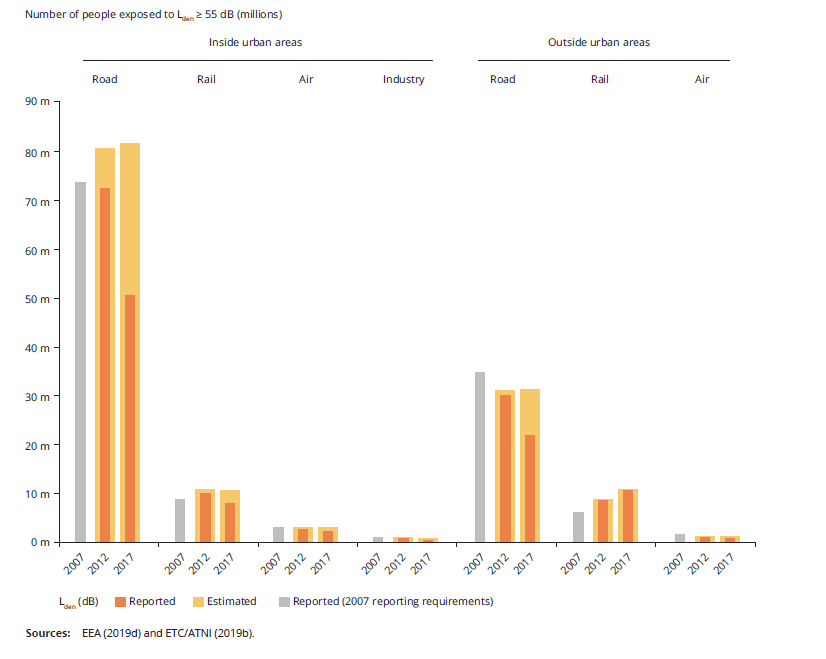 Number of people exposed to Lden ≥ 55 dB (millions)
Inside urban areas Outside urban areas
Road Rail Air Industry Road Rail Air
90 m
80 m
70 m
60 m
50 m
40 m
30 m
20 m
10 m
0 m
2007 2012 2017 2007 2012 2017 2007 2012 2017 2007 2012 2017 2007 2012 2017 2007 2012 2017 2007 2012 2017
Lden (dB) Reported Estimated Reported (2007 reporting requirements)
Sources: EEA (2019d) and ETC/ATNI (2019b).